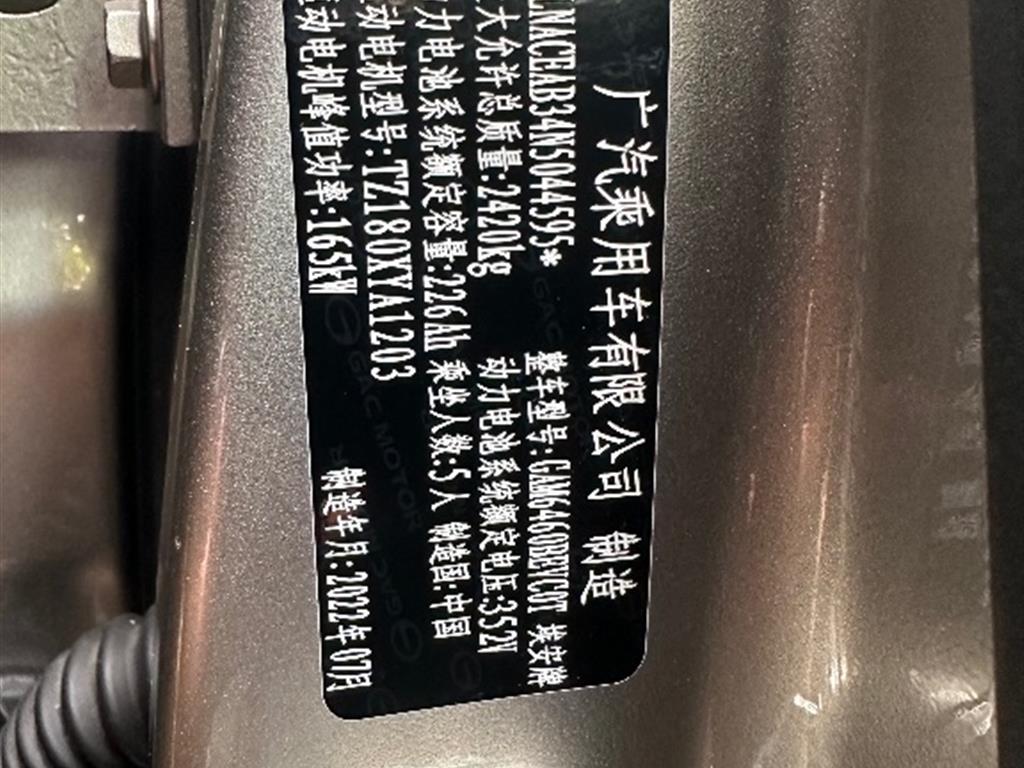 广汽乘用车有限公司 制造
LNACEAB34N5044595* 整车型号:GAM6460BEVC0T 埃安牌
大允许总质量:2420kg 动力电池系统额定电压:352V
力电池系统额定容量:226Ah 乘坐人数:5人 制造国:中国
动电机型号:TZ180XYA1203
动电机峰值功率:165kW 制造年月:2022年07月
GAC MOTOR